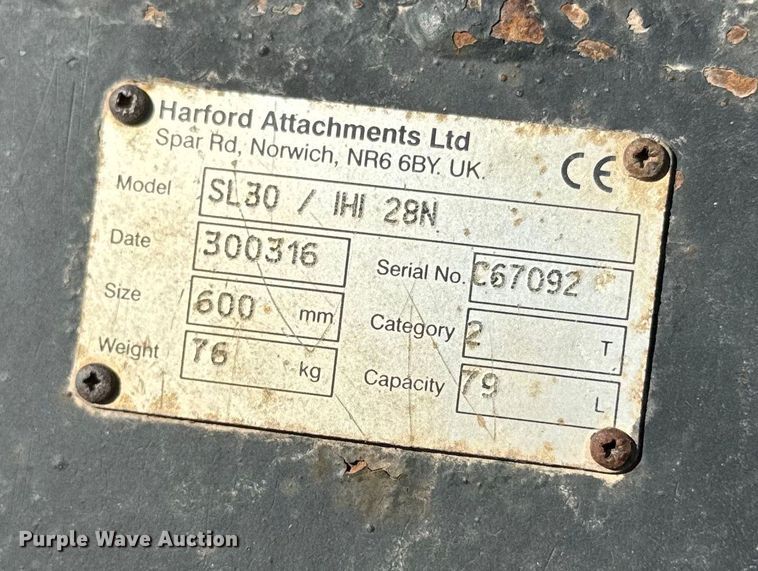 Harford Attachments Ltd
Spar Rd, Norwich, NR6 6BY. UK.
CE
Model SL30 / IHI 28N
Date 300316 Serial No. C67092
Size 600 mm Category 2 T
Weight 76 kg Capacity 79 L
Purple Wave Auction